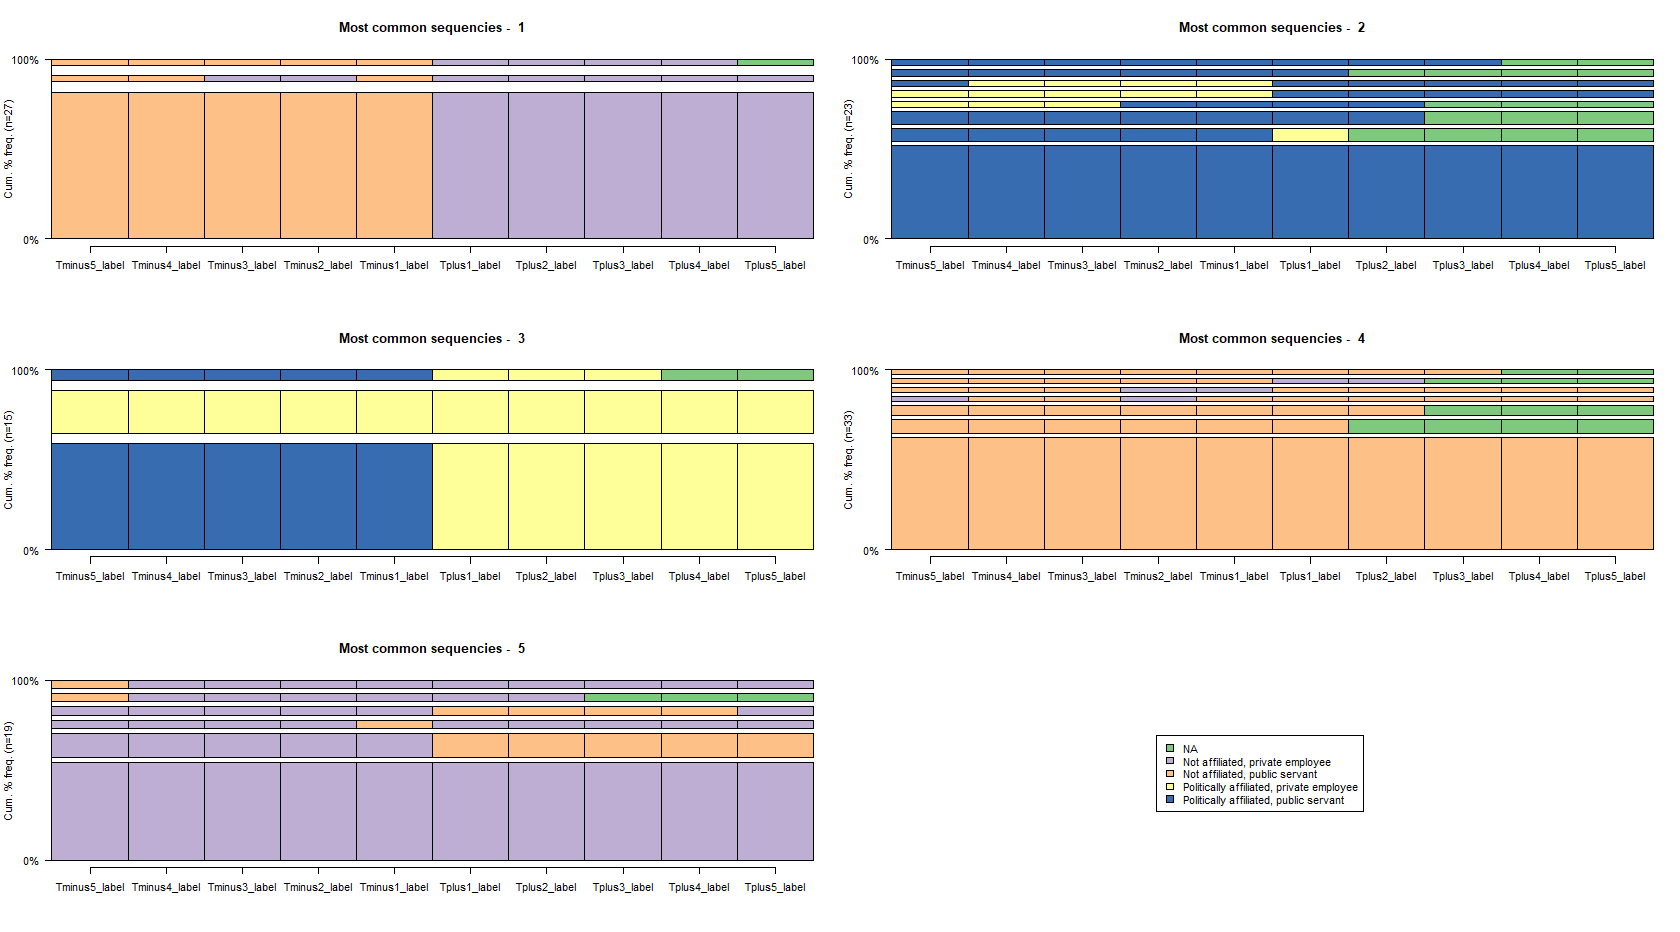 Most common sequencies -  1
100%
Cum. % freq. (n=27)
0%
Tminus5_label Tminus4_label Tminus3_label Tminus2_label Tminus1_label Tplus1_label Tplus2_label Tplus3_label Tplus4_label Tplus5_label
Most common sequencies -  2
100%
Cum. % freq. (n=23)
0%
Tminus5_label Tminus4_label Tminus3_label Tminus2_label Tminus1_label Tplus1_label Tplus2_label Tplus3_label Tplus4_label Tplus5_label
Most common sequencies -  3
100%
Cum. % freq. (n=15)
0%
Tminus5_label Tminus4_label Tminus3_label Tminus2_label Tminus1_label Tplus1_label Tplus2_label Tplus3_label Tplus4_label Tplus5_label
Most common sequencies -  4
100%
Cum. % freq. (n=33)
0%
Tminus5_label Tminus4_label Tminus3_label Tminus2_label Tminus1_label Tplus1_label Tplus2_label Tplus3_label Tplus4_label Tplus5_label
Most common sequencies -  5
100%
Cum. % freq. (n=19)
0%
Tminus5_label Tminus4_label Tminus3_label Tminus2_label Tminus1_label Tplus1_label Tplus2_label Tplus3_label Tplus4_label Tplus5_label
NA
Not affiliated, private employee
Not affiliated, public servant
Politically affiliated, private employee
Politically affiliated, public servant